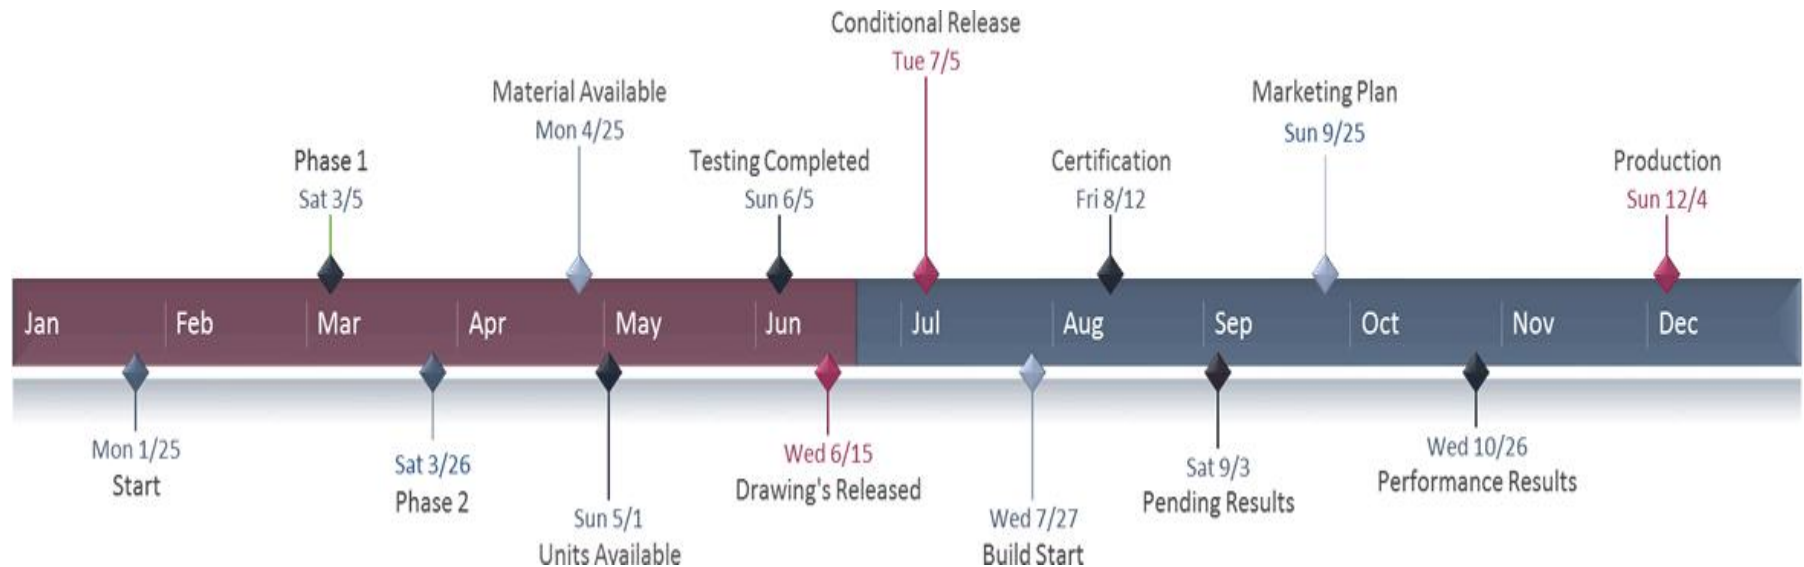 Conditional Release
Tue 7/5
Material Available
Mon 4/25
Marketing Plan
Sun 9/25
Phase 1
Sat 3/5
Testing Completed
Sun 6/5
Certification
Fri 8/12
Production
Sun 12/4
Jan Feb Mar Apr May Jun Jul Aug Sep Oct Nov Dec
Mon 1/25
Start
Sat 3/26
Phase 2
Sun 5/1
Units Available
Wed 6/15
Drawing's Released
Wed 7/27
Build Start
Sat 9/3
Pending Results
Wed 10/26
Performance Results